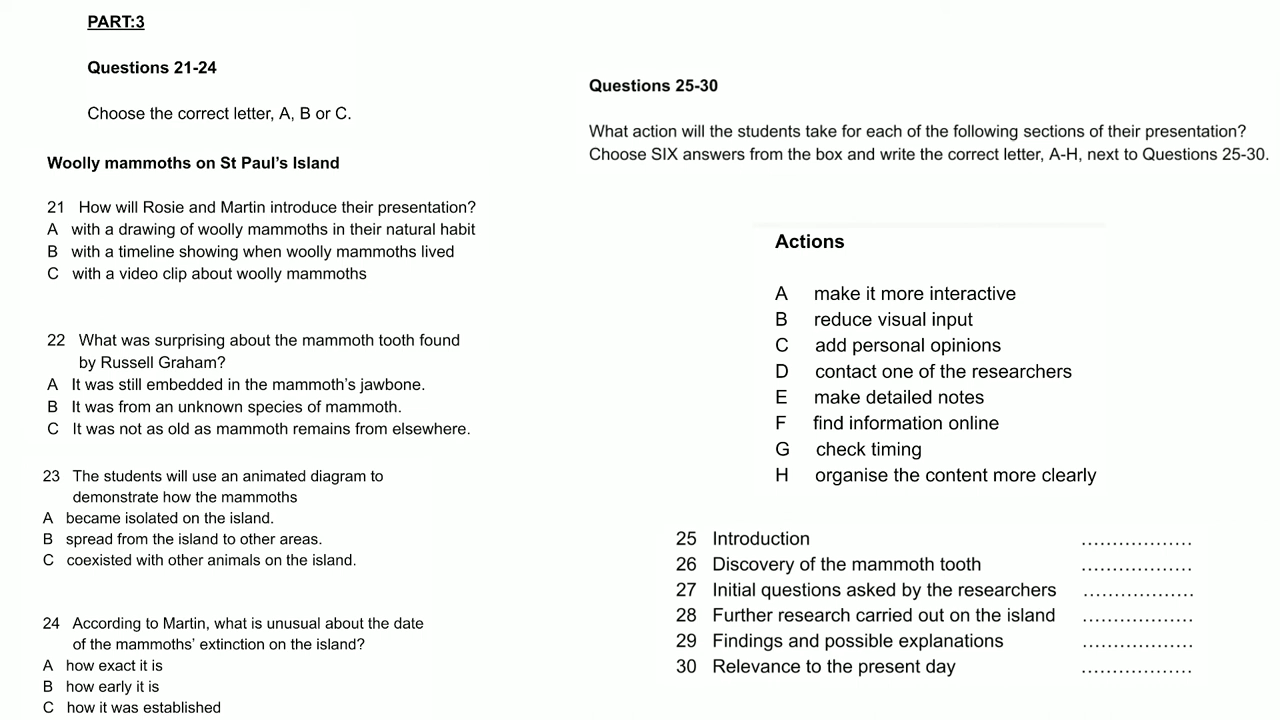 PART:3
Questions 21-24
Choose the correct letter, A, B or C.
Woolly mammoths on St Paul's Island
21 How will Rosie and Martin introduce their presentation?
A with a drawing of woolly mammoths in their natural habit
B with a timeline showing when woolly mammoths lived
C with a video clip about woolly mammoths
22 What was surprising about the mammoth tooth found
by Russell Graham?
A It was still embedded in the mammoth's jawbone.
B It was from an unknown species of mammoth.
C It was not as old as mammoth remains from elsewhere.
23 The students will use an animated diagram to
demonstrate how the mammoths
A became isolated on the island.
B spread from the island to other areas.
C coexisted with other animals on the island.
24 According to Martin, what is unusual about the date
of the mammoths' extinction on the island?
A how exact it is
B how early it is
C how it was established
Questions 25-30
What action will the students take for each of the following sections of their presentation?
Choose SIX answers from the box and write the correct letter, A-H, next to Questions 25-30.
Actions
A make it more interactive
B reduce visual input
C add personal opinions
D contact one of the researchers
E make detailed notes
F find information online
G check timing
H organise the content more clearly
25 Introduction ..................
26 Discovery of the mammoth tooth ..................
27 Initial questions asked by the researchers ..................
28 Further research carried out on the island ..................
29 Findings and possible explanations ..................
30 Relevance to the present day ..................